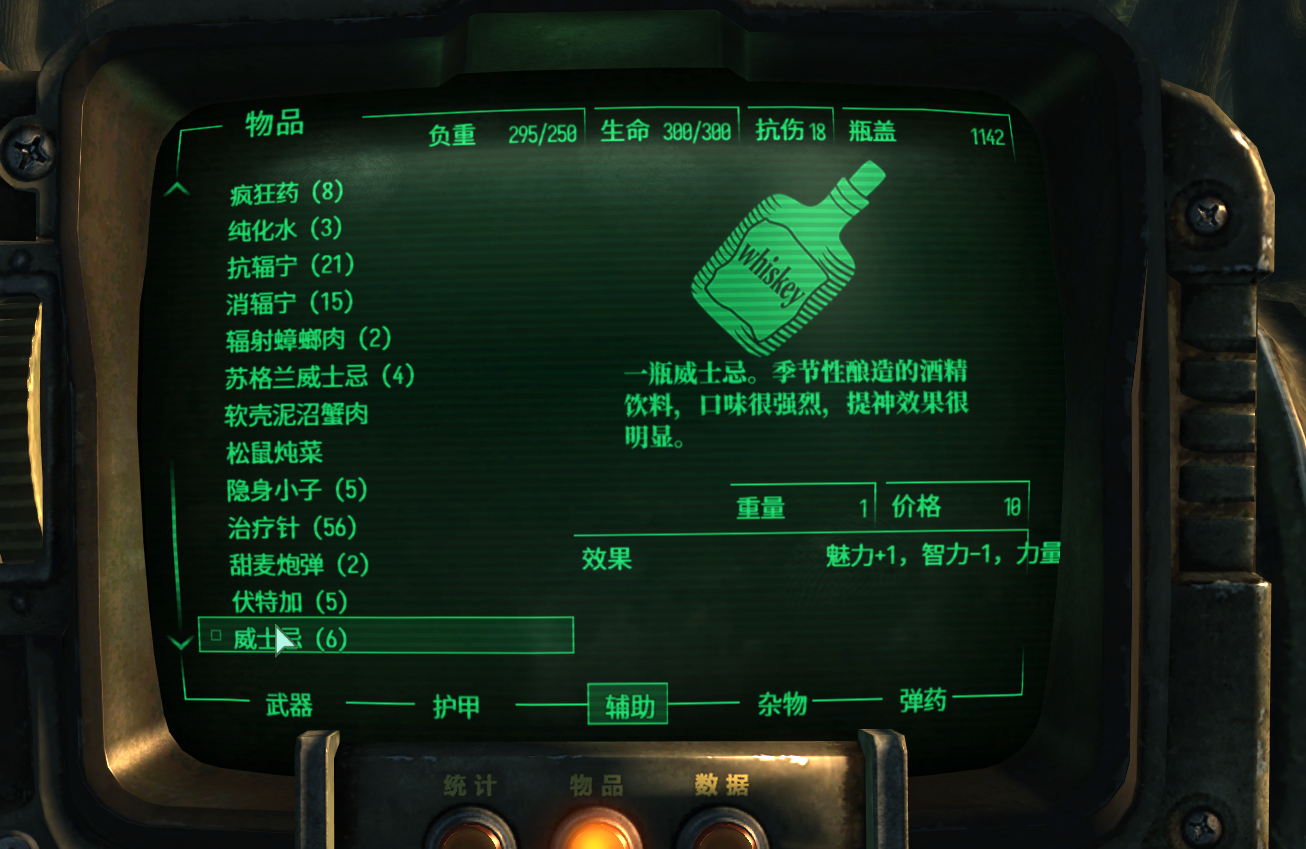 物品
负重 295/250 生命 300/300 抗伤 18 瓶盖 1142
疯狂药 (8)
纯化水 (3)
抗辐宁 (21)
消辐宁 (15)
辐射蟑螂肉 (2)
苏格兰威士忌 (4)
软壳泥沼蟹肉
松鼠炖菜
隐身小子 (5)
治疗针 (56)
甜麦炮弹 (2)
伏特加 (5)
威士忌 (6)
whiskey
一瓶威士忌。季节性酿造的酒精
饮料，口味很强烈，提神效果很
明显。
重量 1 价格 10
效果 魅力+1，智力-1，力量
武器 护甲 辅助 杂物 弹药
统计 物品 数据